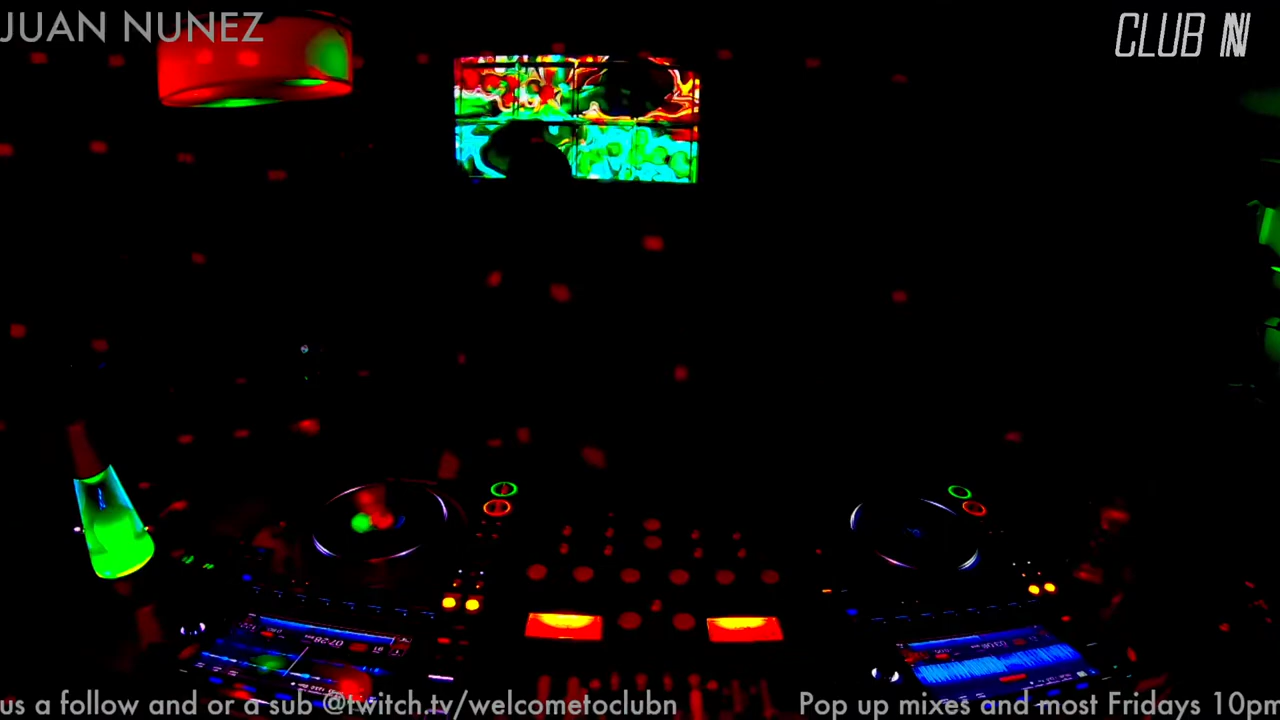 JUAN NUNEZ
CLUB N
us a follow and or a sub @twitch.tv/welcometoclubn Pop up mixes and most Fridays 10pm